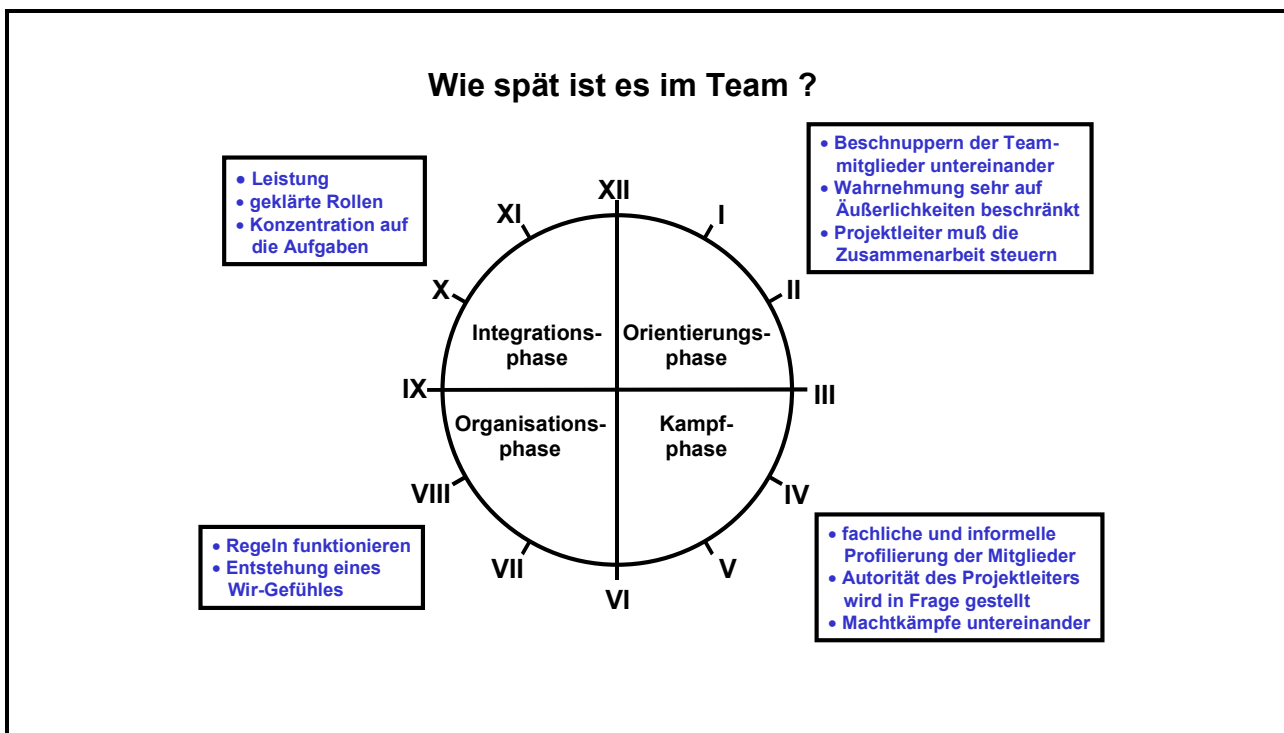 Wie spät ist es im Team ?
• Leistung
• geklärte Rollen
• Konzentration auf
die Aufgaben
• Beschnuppern der Team-
mitglieder untereinander
• Wahrnehmung sehr auf
Äußerlichkeiten beschränkt
• Projektleiter muß die
Zusammenarbeit steuern
XII
I
II
III
IV
V
VI
VII
VIII
IX
X
XI
Integrations-
phase
Orientierungs-
phase
Organisations-
phase
Kampf-
phase
• Regeln funktionieren
• Entstehung eines
Wir-Gefühles
• fachliche und informelle
Profilierung der Mitglieder
• Autorität des Projektleiters
wird in Frage gestellt
• Machtkämpfe untereinander